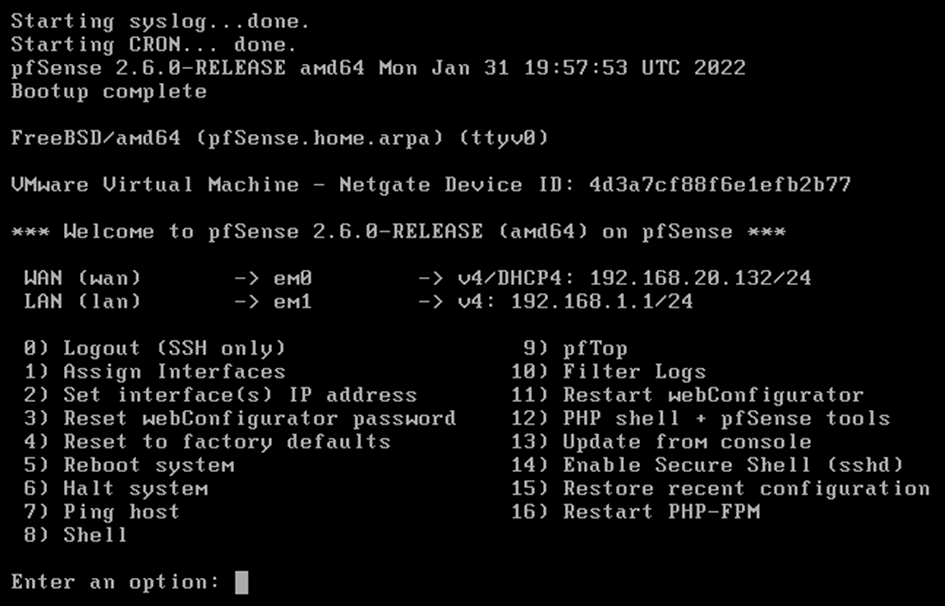 Starting syslog...done.
Starting CRON... done.
pfSense 2.6.0-RELEASE amd64 Mon Jan 31 19:57:53 UTC 2022
Bootup complete
FreeBSD/amd64 (pfSense.home.arpa) (ttyv0)
VMware Virtual Machine - Netgate Device ID: 4d3a7cf88f6e1efb2b77
*** Welcome to pfSense 2.6.0-RELEASE (amd64) on pfSense ***
WAN (wan) -> em0 -> v4/DHCP4: 192.168.20.132/24
LAN (lan) -> em1 -> v4: 192.168.1.1/24
0) Logout (SSH only) 9) pfTop
1) Assign Interfaces 10) Filter Logs
2) Set interface(s) IP address 11) Restart webConfigurator
3) Reset webConfigurator password 12) PHP shell + pfSense tools
4) Reset to factory defaults 13) Update from console
5) Reboot system 14) Enable Secure Shell (sshd)
6) Halt system 15) Restore recent configuration
7) Ping host 16) Restart PHP-FPM
8) Shell
Enter an option: